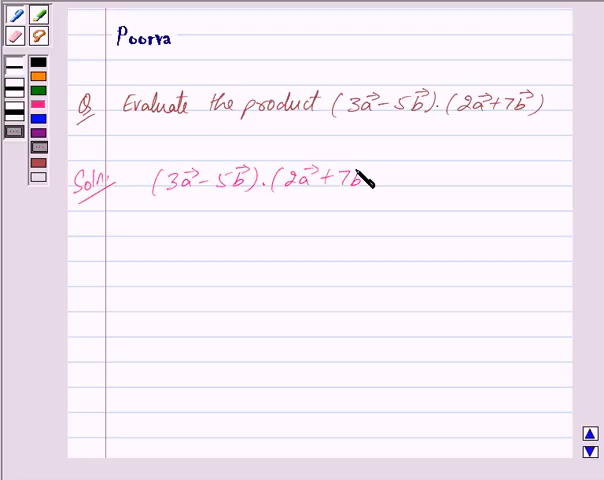 Poorva
Q Evaluate the product (3a⃗ - 5b⃗).(2a⃗ + 7b⃗)
Soln: (3a⃗ - 5b⃗).(2a⃗ + 7b